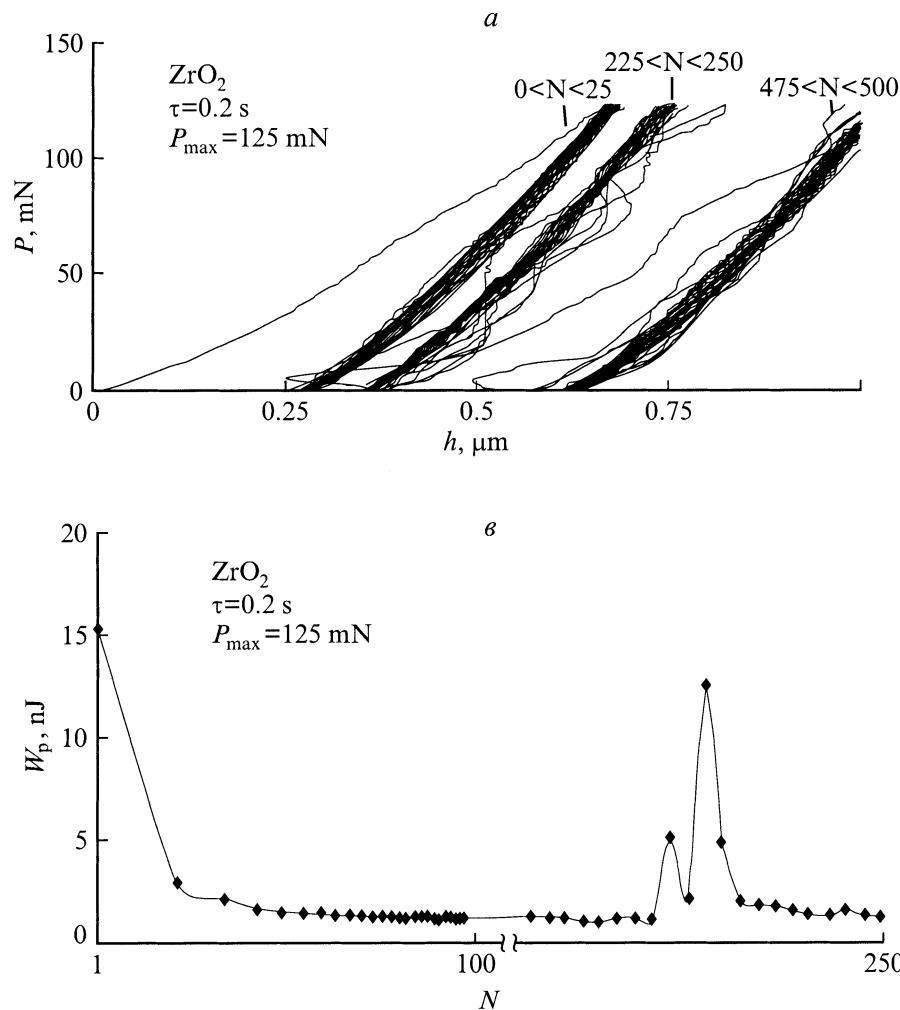 а
150
100
50
0
P, mN
ZrO2
τ=0.2 s
Pmax=125 mN
0<N<25
225<N<250
475<N<500
0
0.25
0.5
0.75
h, μm
в
20
15
10
5
0
Wp, nJ
ZrO2
τ=0.2 s
Pmax=125 mN
1
100
250
N